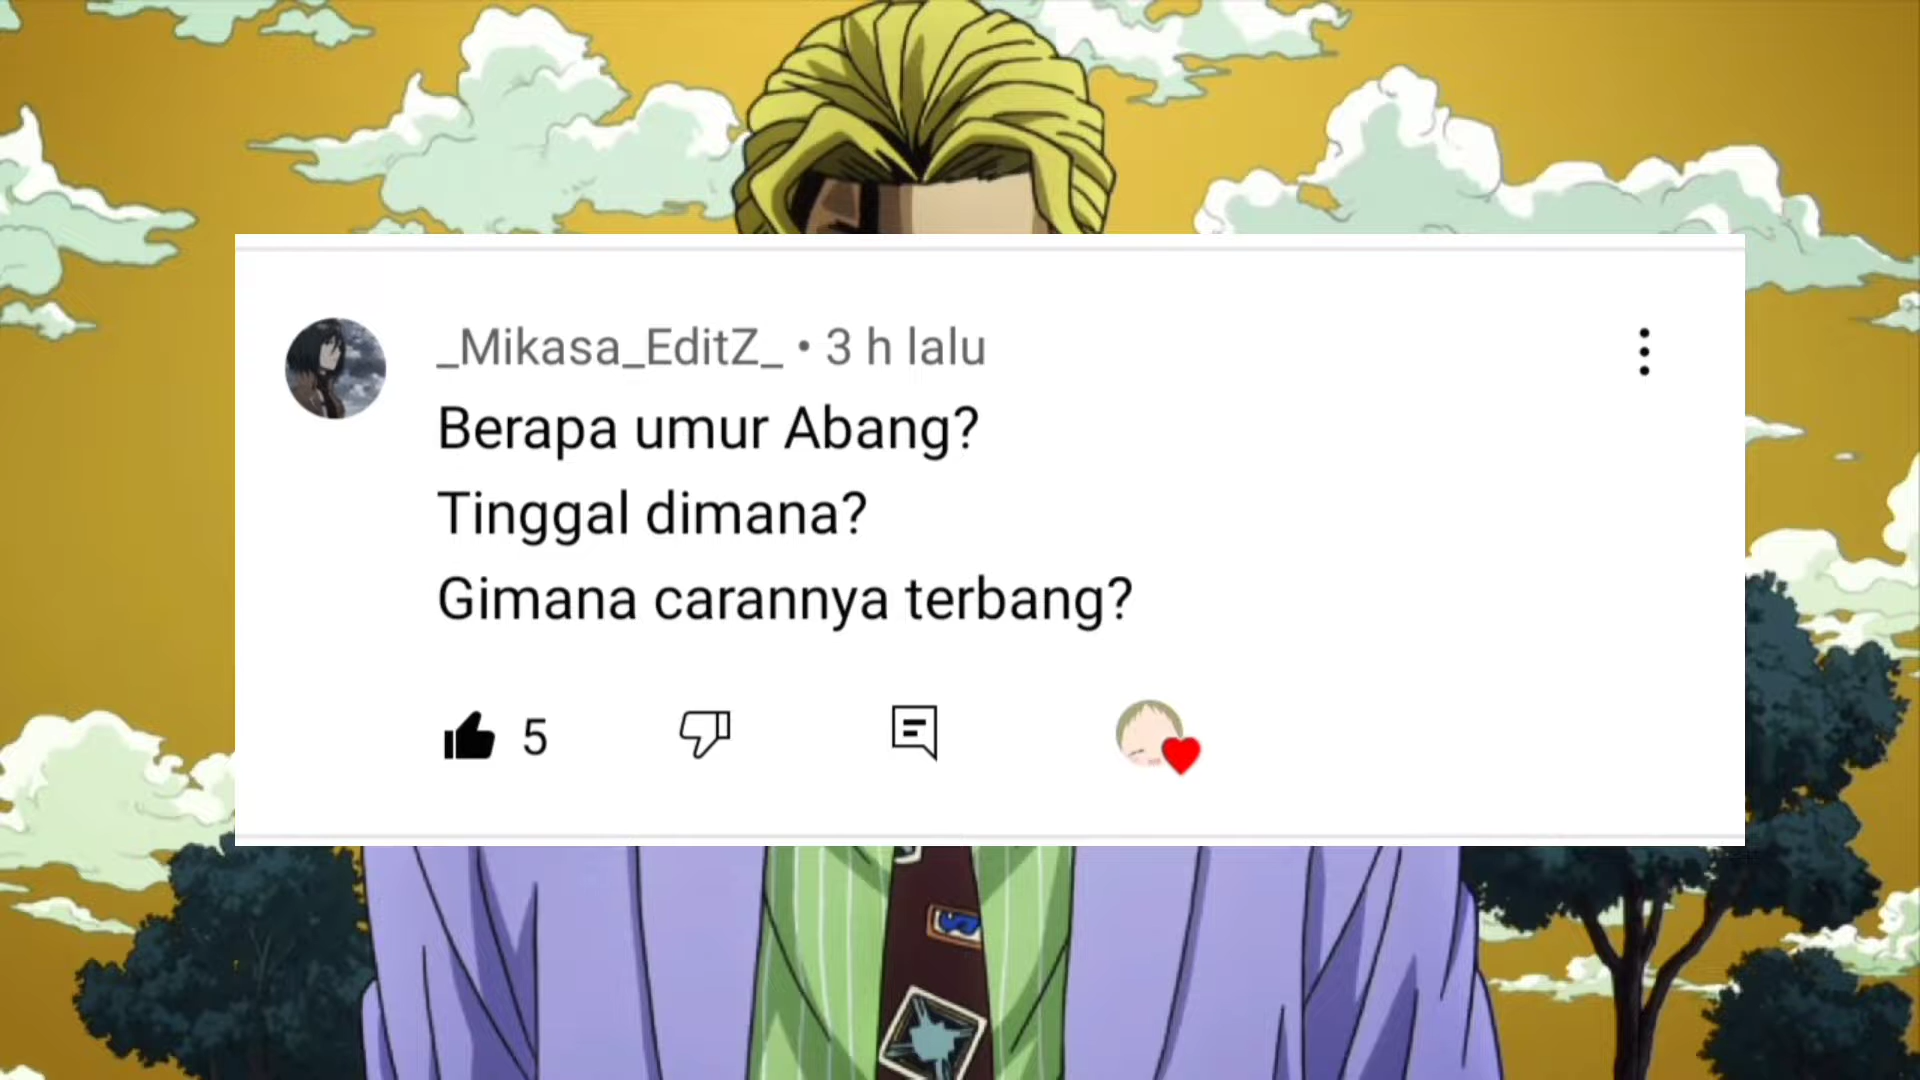 _Mikasa_EditZ_ • 3 h lalu
Berapa umur Abang?
Tinggal dimana?
Gimana carannya terbang?
5